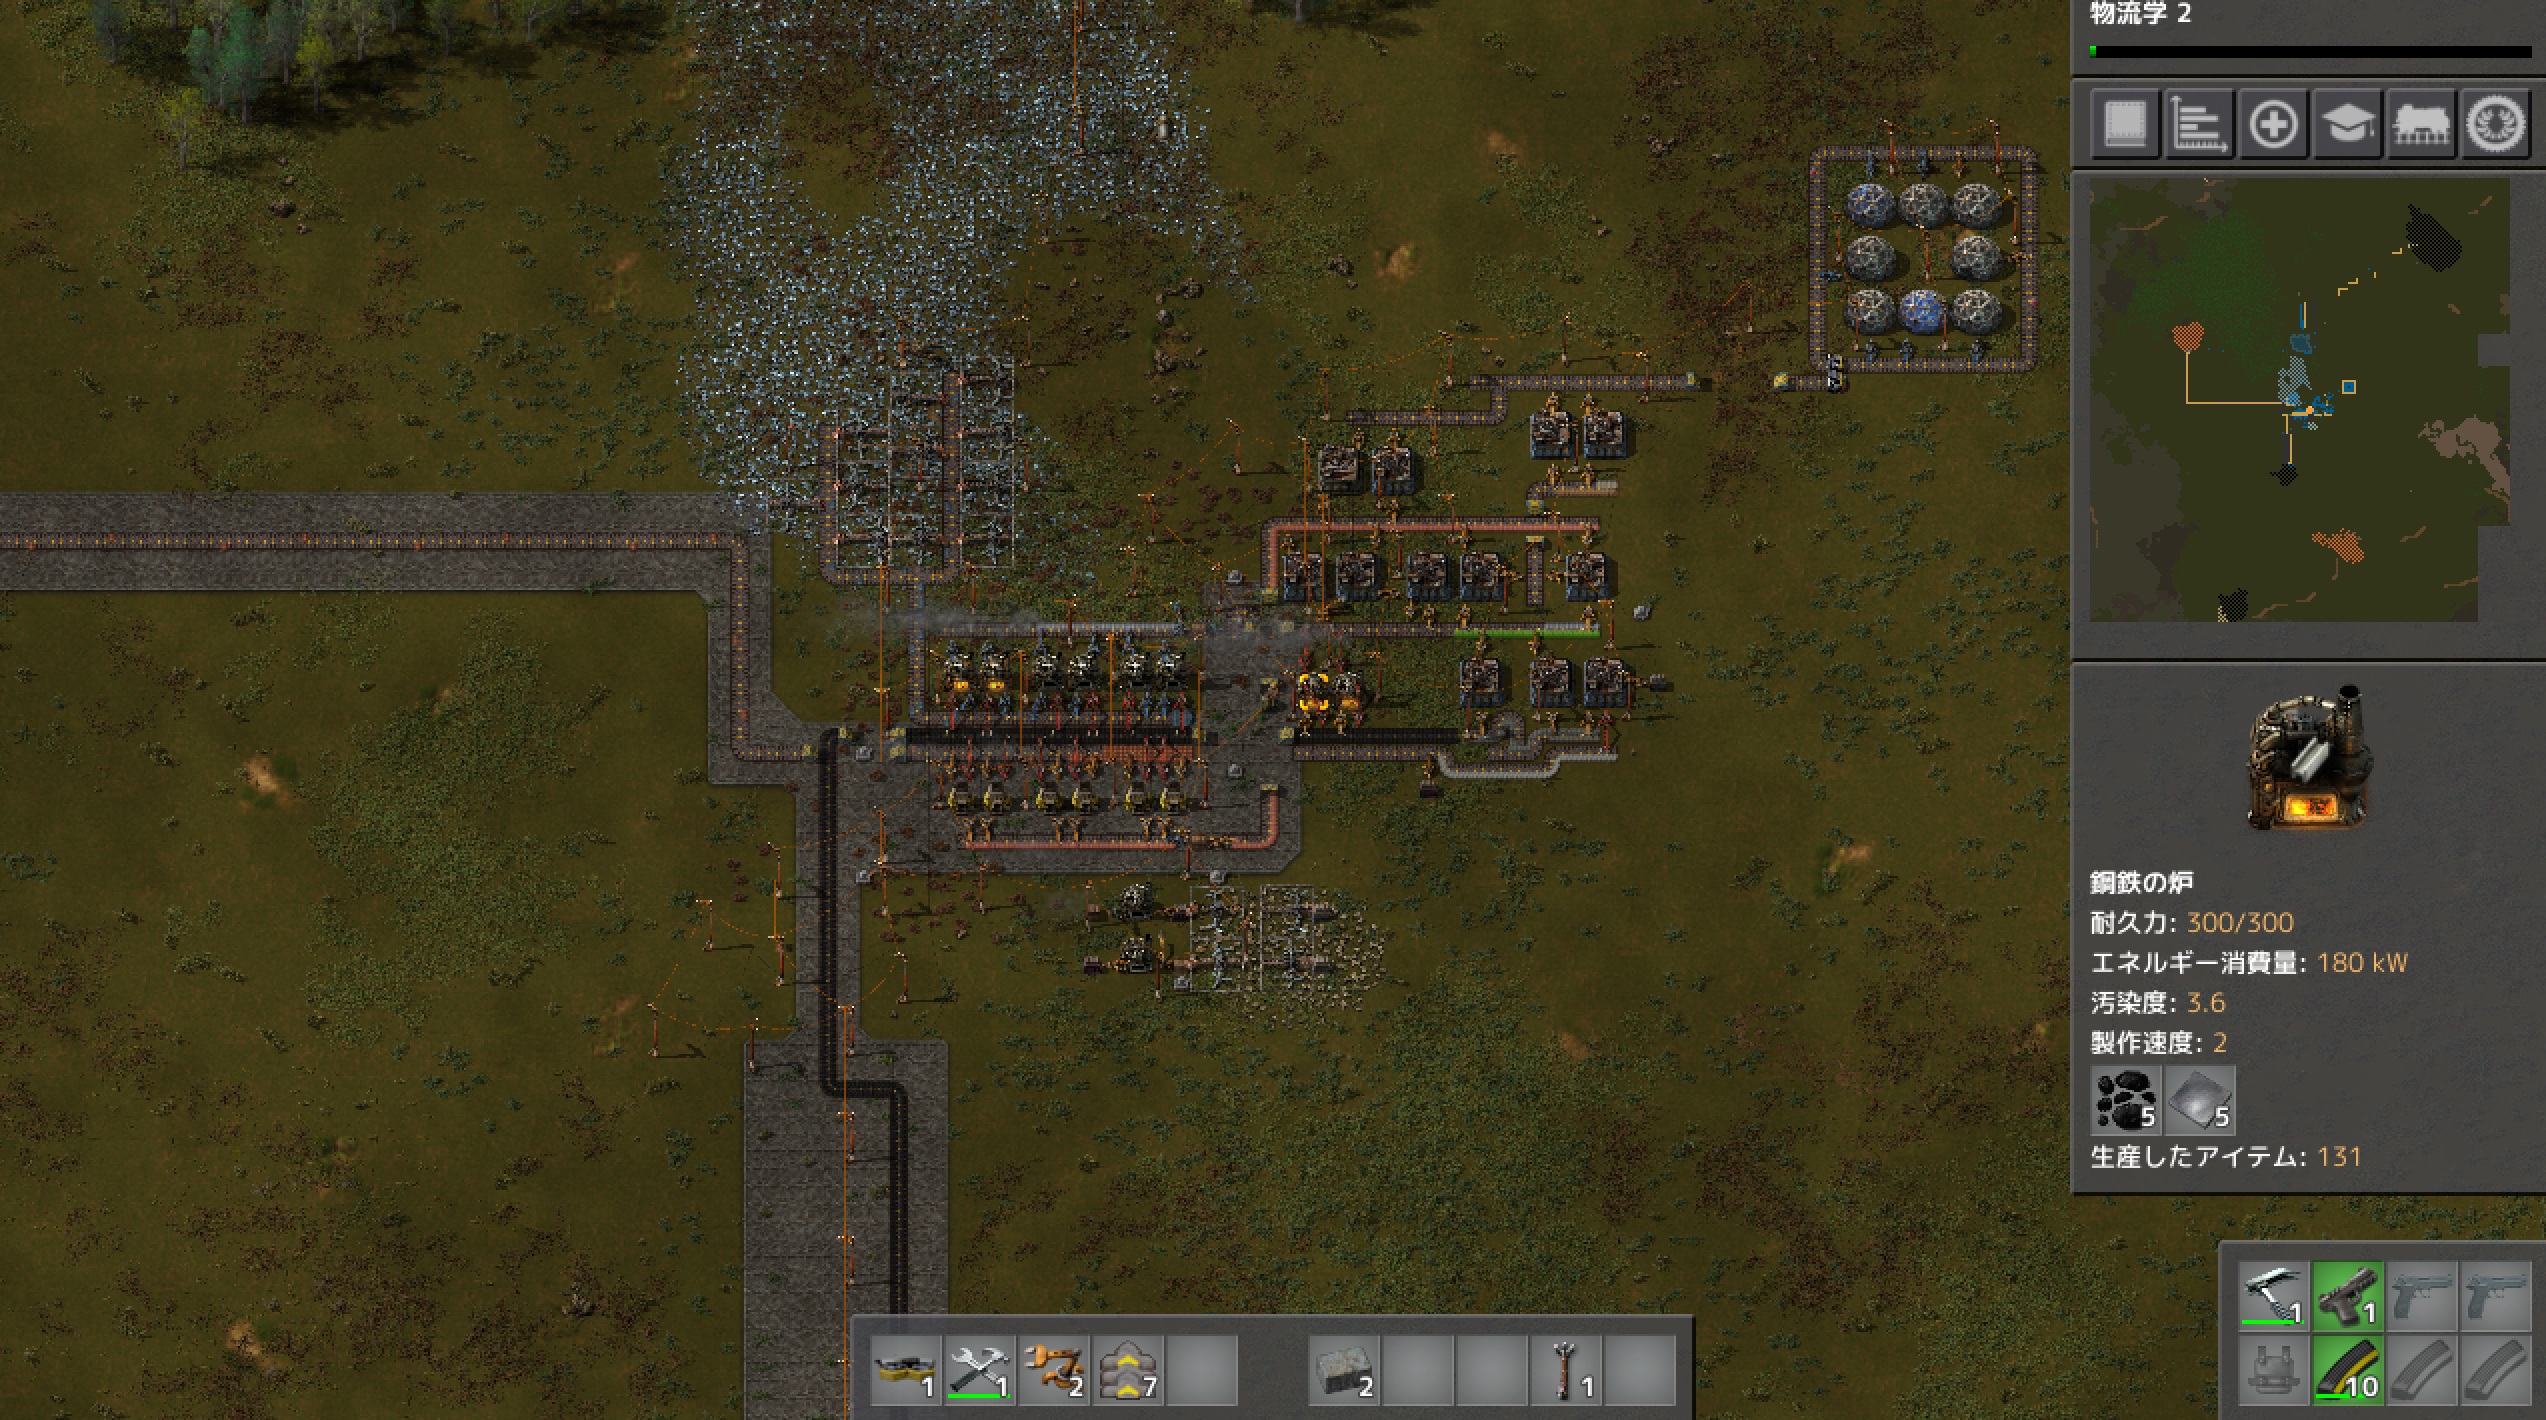 物流学 2
鋼鉄の炉
耐久力: 300/300
エネルギー消費量: 180 kW
汚染度: 3.6
製作速度: 2
5 5
生産したアイテム: 131
1 1 2 7 2 1
1 1
10